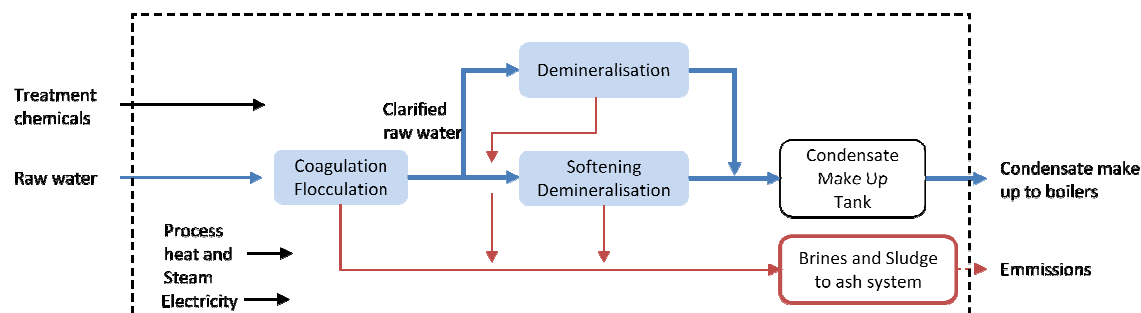 Treatment
chemicals
Raw water
Process
heat and
Steam
Electricity
Coagulation
Flocculation
Clarified
raw water
Demineralisation
Softening
Demineralisation
Condensate
Make Up
Tank
Brines and Sludge
to ash system
Condensate make
up to boilers
Emmissions